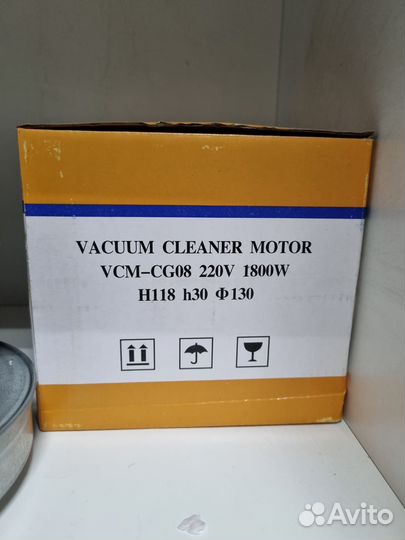 VACUUM CLEANER MOTOR
VCM-CG08 220V 1800W
H118 h30 Φ130
Avito